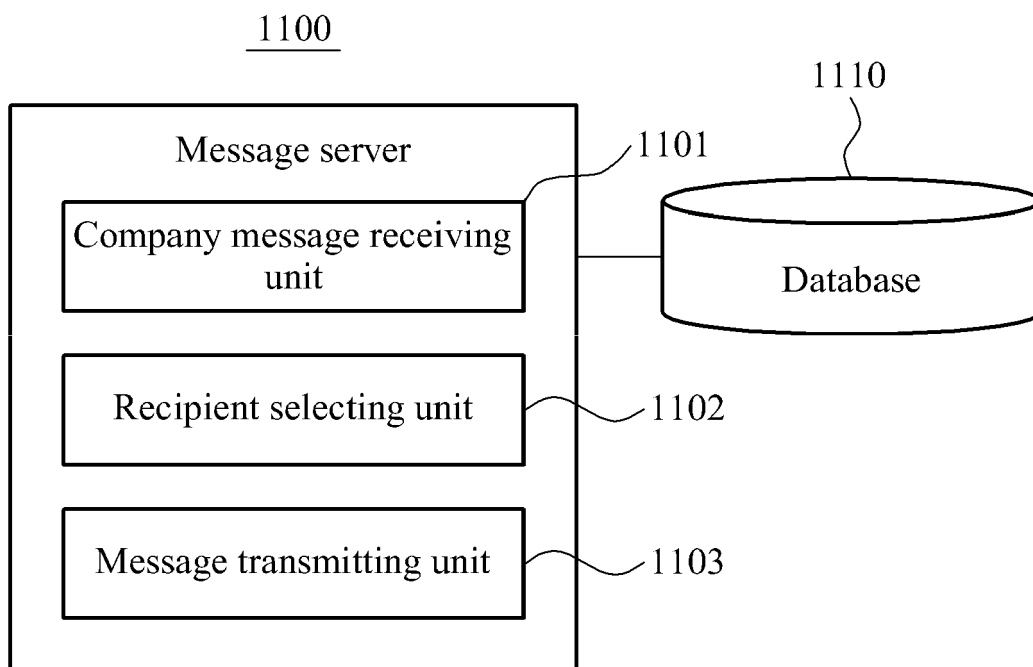 1100
1110
Message server
1101
Company message receiving
unit
Database
Recipient selecting unit
1102
Message transmitting unit
1103